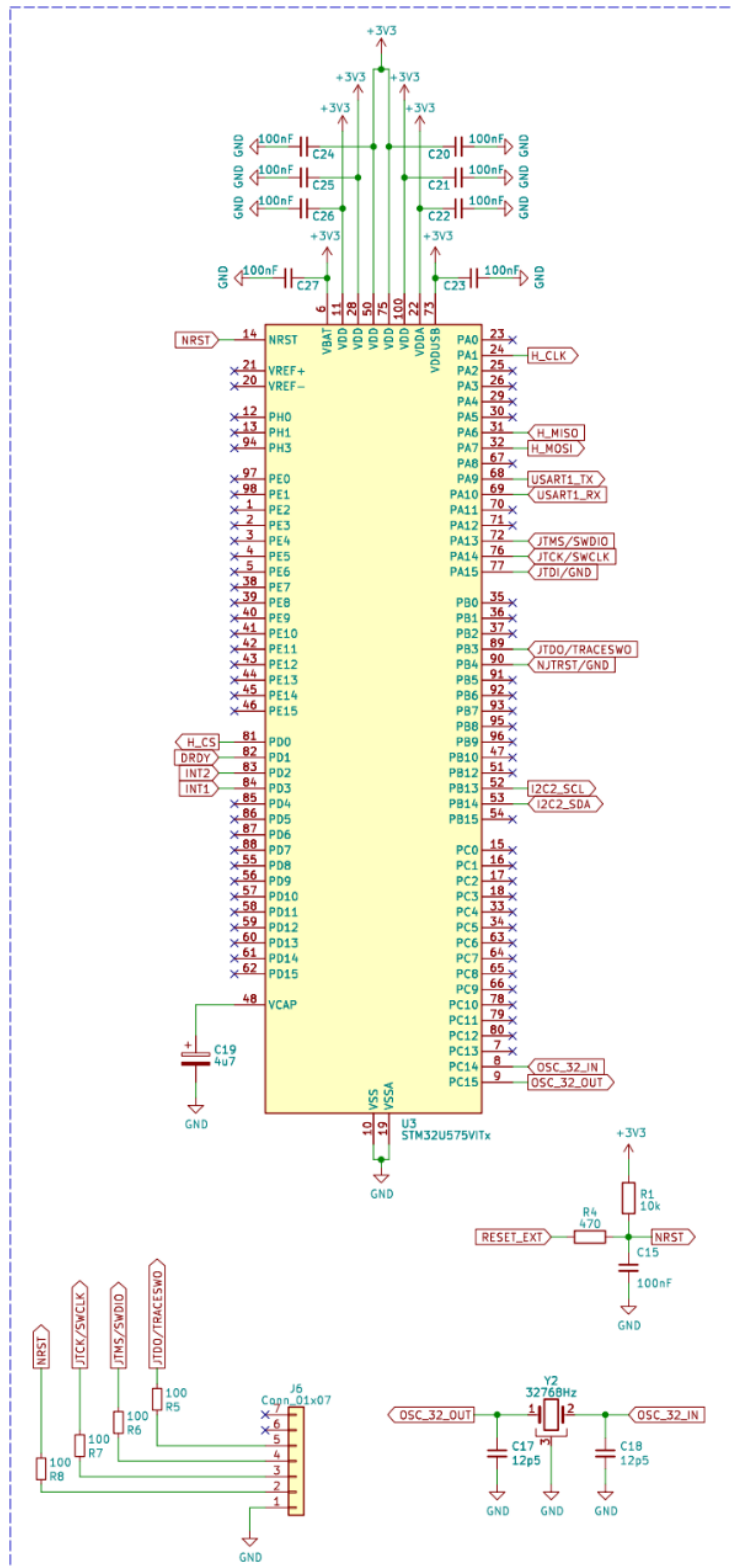 +3V3
+3V3 +3V3
+3V3 +3V3
GND 100nF C24 C20 100nF GND
GND 100nF C25 C21 100nF GND
GND 100nF C26 C22 100nF GND
+3V3 +3V3
GND 100nF C27 C23 100nF GND
6 11 28 50 75 100 22 73
VBAT VDD VDD VDD VDD VDD VDDA VDDUSB
NRST 14 NRST
21 VREF+
20 VREF-
12 PH0
13 PH1
94 PH3
97 PE0
98 PE1
1 PE2
2 PE3
3 PE4
4 PE5
5 PE6
38 PE7
39 PE8
40 PE9
41 PE10
42 PE11
43 PE12
44 PE13
45 PE14
46 PE15
H_CS 81 PD0
DRDY 82 PD1
INT2 83 PD2
INT1 84 PD3
85 PD4
86 PD5
87 PD6
88 PD7
55 PD8
56 PD9
57 PD10
58 PD11
59 PD12
60 PD13
61 PD14
62 PD15
48 VCAP
PA0 23
PA1 24 H_CLK
PA2 25
PA3 26
PA4 29
PA5 30
PA6 31 H_MISO
PA7 32 H_MOSI
PA8 67
PA9 68 USART1_TX
PA10 69 USART1_RX
PA11 70
PA12 71
PA13 72 JTMS/SWDIO
PA14 76 JTCK/SWCLK
PA15 77 JTDI/GND
PB0 35
PB1 36
PB2 37
PB3 89 JTDO/TRACESWO
PB4 90 NJTRST/GND
PB5 91
PB6 92
PB7 93
PB8 95
PB9 96
PB10 47
PB12 51
PB13 52 I2C2_SCL
PB14 53 I2C2_SDA
PB15 54
PC0 15
PC1 16
PC2 17
PC3 18
PC4 33
PC5 34
PC6 63
PC7 64
PC8 65
PC9 66
PC10 78
PC11 79
PC12 80
PC13 7
PC14 8 OSC_32_IN
PC15 9 OSC_32_OUT
+
C19
4u7
GND
VSS VSSA
10 19
U3
STM32U575VITx
GND
+3V3
R1
10k
R4
470
RESET_EXT NRST
C15
100nF
GND
NRST
JTCK/SWCLK
JTMS/SWDIO
JTDO/TRACESWO
100
R5
100
R6
100
R7
100
R8
J6
Conn_01x07
7
6
5
4
3
2
1
GND
Y2
32768Hz
OSC_32_OUT 1 2 OSC_32_IN
3
C17
12p5
C18
12p5
GND GND GND